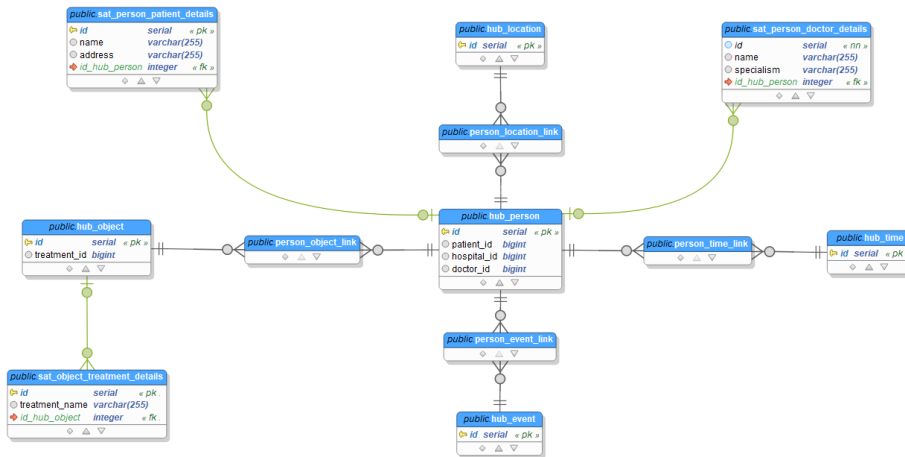 public.sat_person_patient_details
id serial « pk »
name varchar(255)
address varchar(255)
id_hub_person integer « fk »
public.hub_location
id serial « pk »
public.sat_person_doctor_details
id serial « nn »
name varchar(255)
specialism varchar(255)
id_hub_person integer « fk »
public.person_location_link
public.hub_object
id serial « pk »
treatment_id bigint
public.person_object_link
public.hub_person
id serial « pk »
patient_id bigint
hospital_id bigint
doctor_id bigint
public.person_time_link
public.hub_time
id serial « pk
public.person_event_link
public.sat_object_treatment_details
id serial « pk
treatment_name varchar(255)
id_hub_object integer « fk
public.hub_event
id serial « pk »